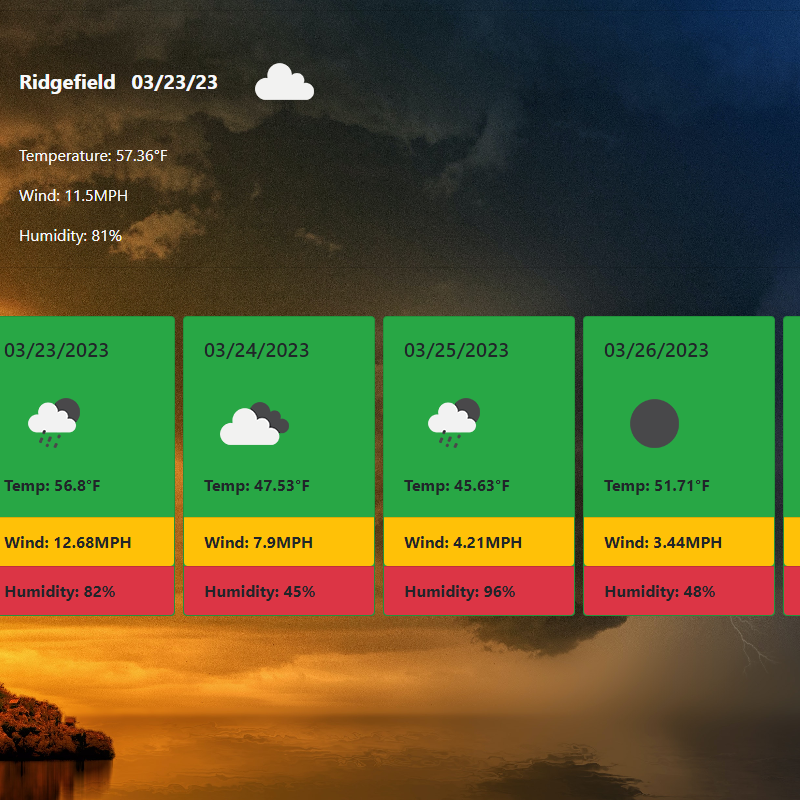 Ridgefield 03/23/23
Temperature: 57.36°F
Wind: 11.5MPH
Humidity: 81%
03/23/2023
Temp: 56.8°F
Wind: 12.68MPH
Humidity: 82%
03/24/2023
Temp: 47.53°F
Wind: 7.9MPH
Humidity: 45%
03/25/2023
Temp: 45.63°F
Wind: 4.21MPH
Humidity: 96%
03/26/2023
Temp: 51.71°F
Wind: 3.44MPH
Humidity: 48%